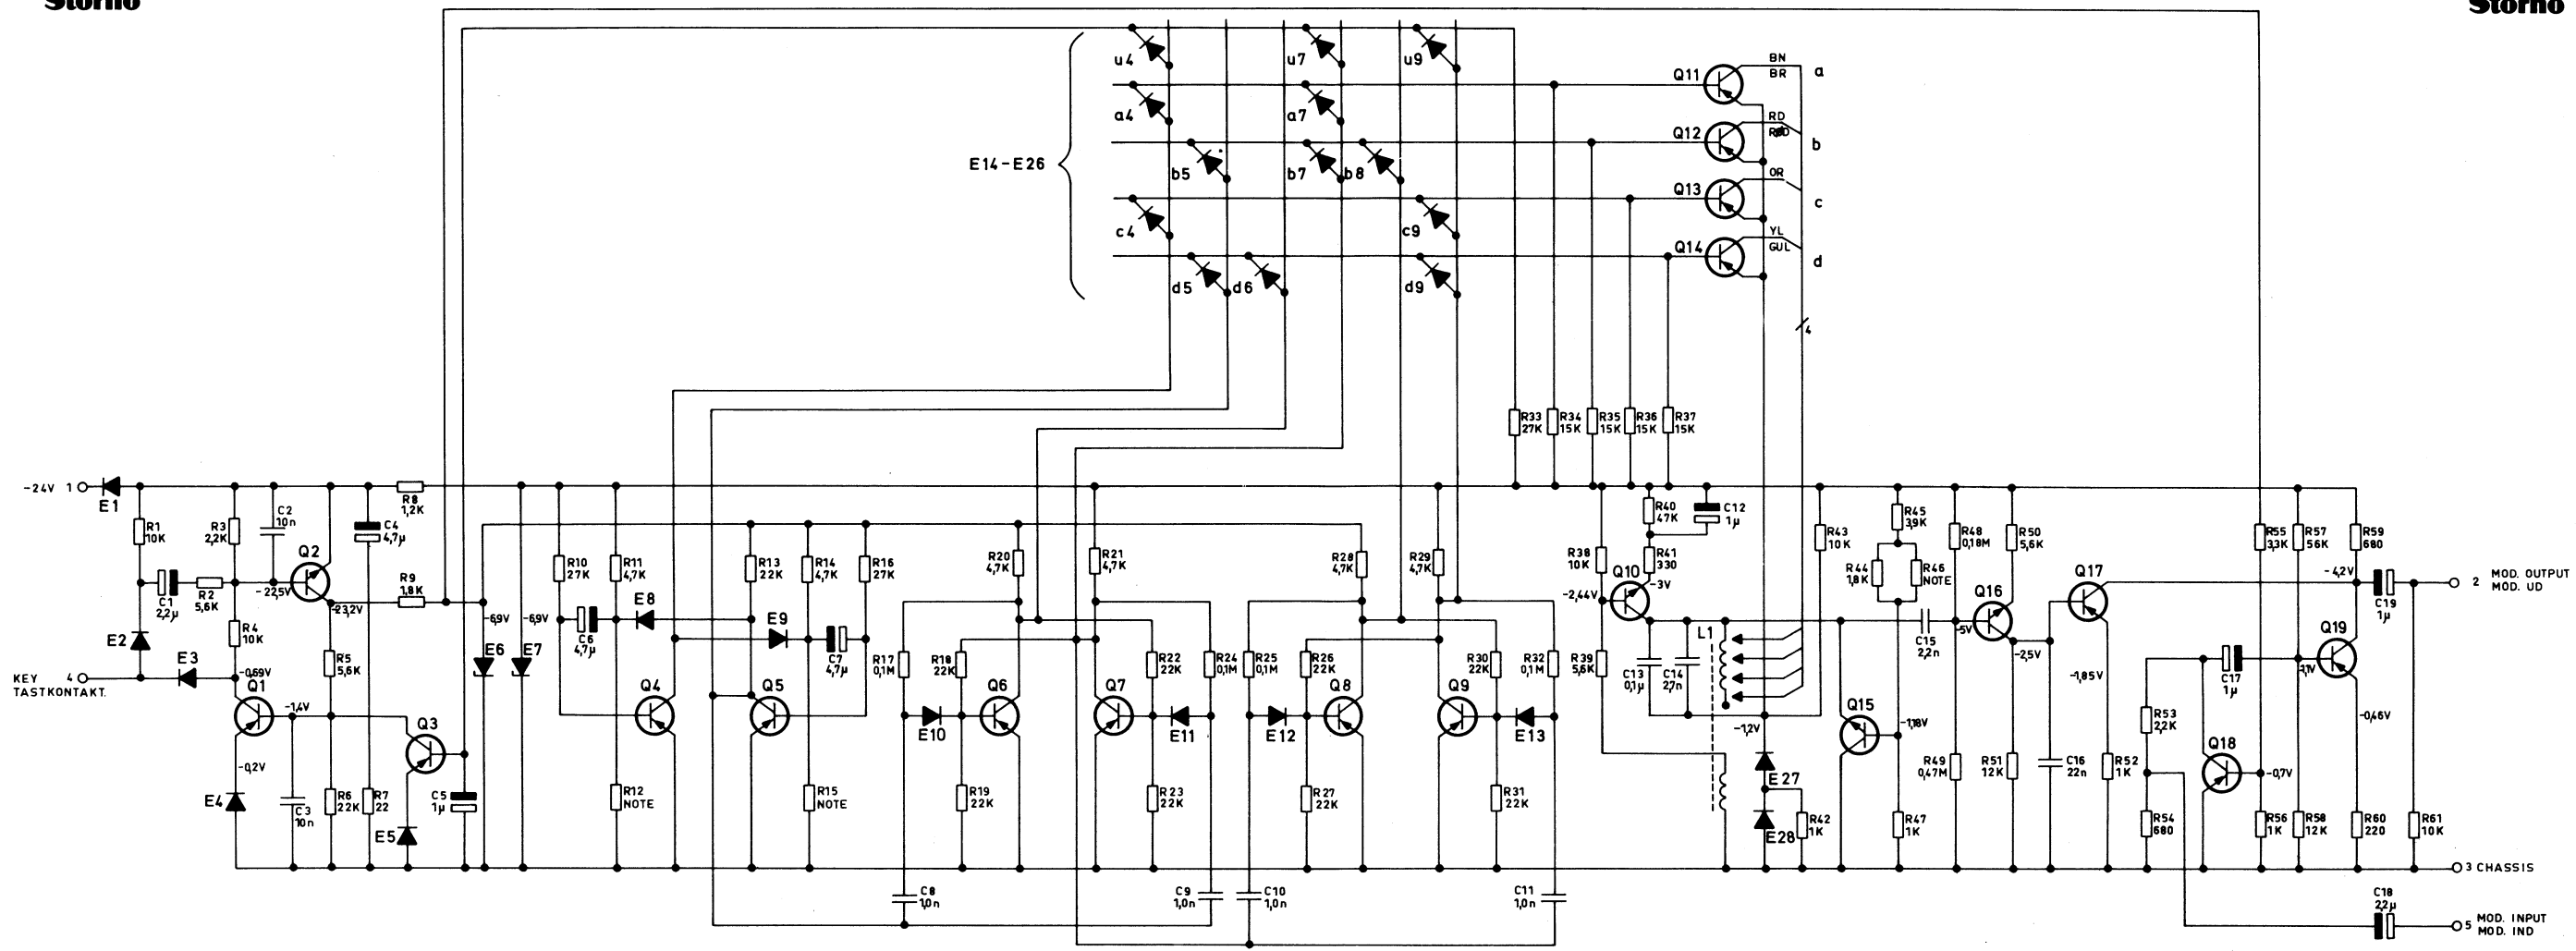 Storno
Storno
u4
u7
u9
a4
a7
E14-E26
b5
b7
b8
c4
c9
d5
d6
d9
Q11
BN
BR
a
Q12
RD
b
Q13
OR
c
Q14
YL
GUL
d
4
R33
27K
R34
15K
R35
15K
R36
15K
R37
15K
-24V 1
E1
R1
10K
R3
2,2K
C2
10n
Q2
C4
4,7µ
R8
1,2K
C1
2,2µ
R2
5,6K
-22,5V
-23,2V
R9
1,8K
E2
R4
10K
R5
5,6K
-6,9V
E6
-6,9V
E7
KEY
TASTKONTAKT.
4
E3
-0,69V
Q1
-1,4V
Q3
-0,2V
E4
C3
10n
R6
22K
R7
22
E5
C5
1µ
R10
27K
R11
4,7K
C6
4,7µ
E8
R13
22K
R14
4,7K
R16
27K
E9
C7
4,7µ
Q4
Q5
R12
NOTE
R15
NOTE
R20
4,7K
R21
4,7K
R17
0,1M
R18
22K
R22
22K
R24
0,1M
Q6
Q7
E10
E11
R19
22K
R23
22K
C8
1,0n
C9
1,0n
R28
4,7K
R29
4,7K
R25
0,1M
R26
22K
R30
22K
R32
0,1M
Q8
Q9
E12
E13
R27
22K
R31
22K
C10
1,0n
C11
1,0n
R38
10K
R40
47K
C12
1µ
R41
330
Q10
-3V
-2,44V
R39
5,6K
C13
0,1µ
C14
2,7n
L1
-1,2V
E27
E28
R42
1K
R43
10K
R45
3,9K
R44
1,8K
R46
NOTE
Q15
-1,18V
R47
1K
C15
2,2n
R48
0,18M
-5V
Q16
R50
5,6K
-2,5V
R49
0,47M
R51
12K
C16
22n
Q17
-1,85V
R52
1K
R53
2,2K
R54
680
C17
1µ
Q18
-0,7V
R55
3,3K
R57
56K
R59
680
-4,2V
C19
1µ
2
MOD. OUTPUT
MOD. UD
Q19
-1,1V
-0,46V
R56
1K
R58
12K
R60
220
R61
10K
3 CHASSIS
C18
2,2µ
5
MOD. INPUT
MOD. IND